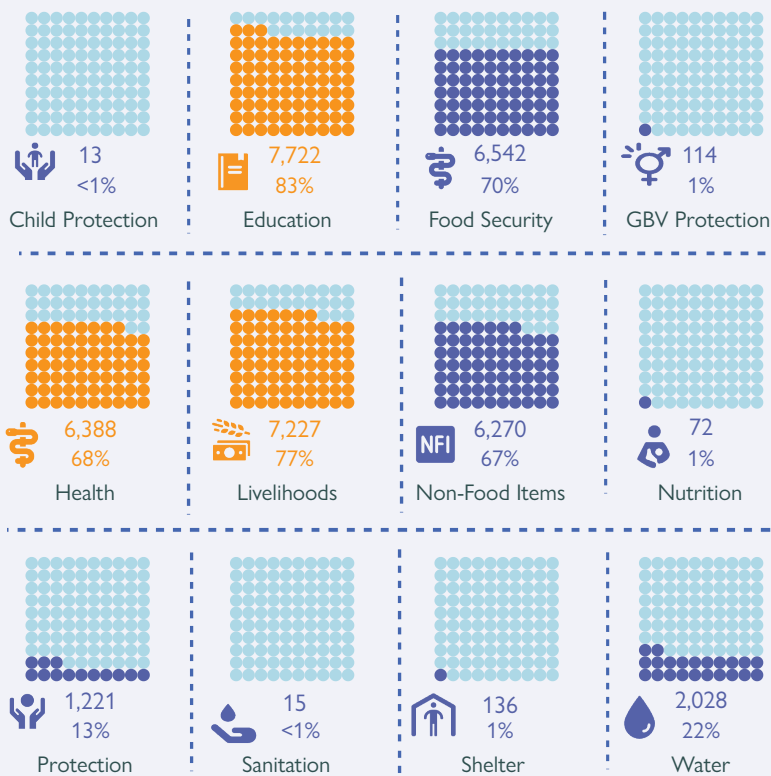 13
<1%
Child Protection
7,722
83%
Education
6,542
70%
Food Security
114
1%
GBV Protection
6,388
68%
Health
7,227
77%
Livelihoods
NFI
6,270
67%
Non-Food Items
72
1%
Nutrition
1,221
13%
Protection
15
<1%
Sanitation
136
1%
Shelter
2,028
22%
Water